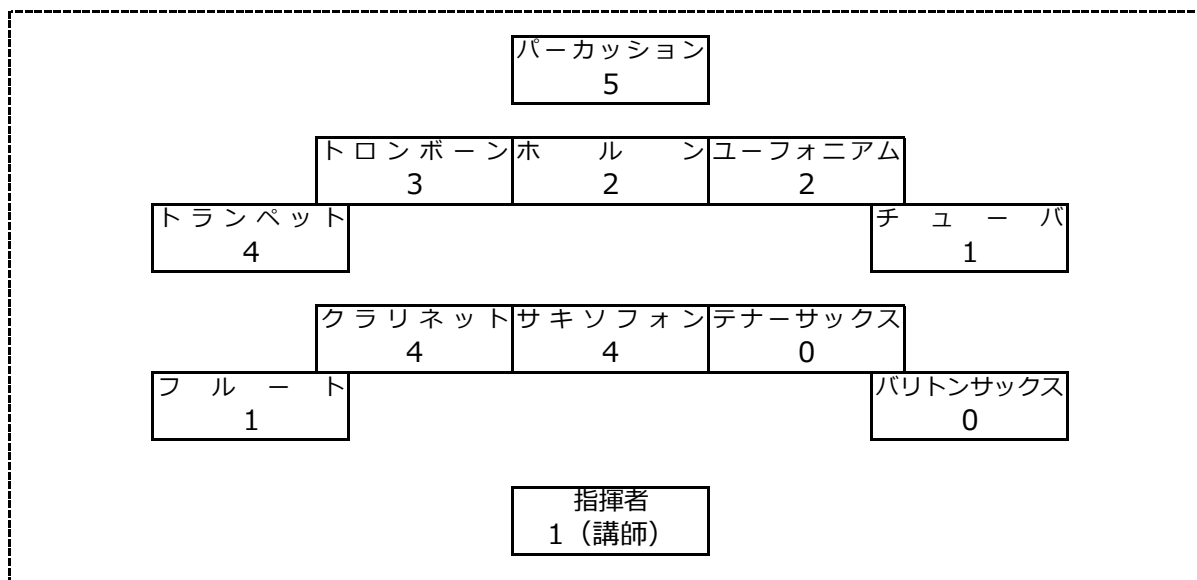 パーカッション
5
トロンボーン ホルン ユーフォニアム
3 2 2
トランペット チューバ
4 1
クラリネット サキソフォン テナーサックス
4 4 0
フルート バリトンサックス
1 0
指揮者
1（講師）